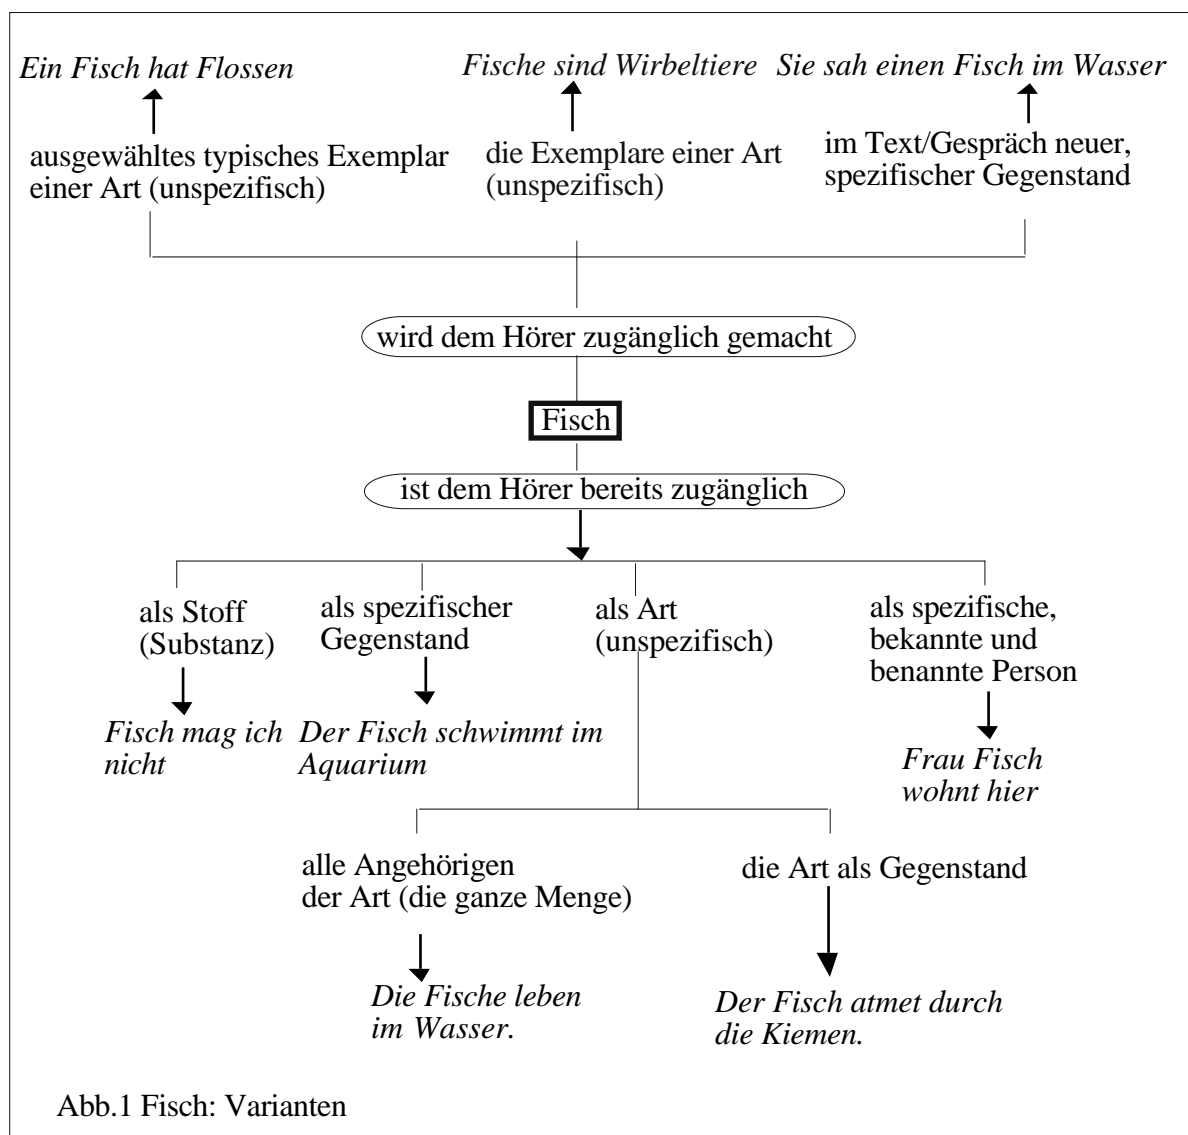 Ein Fisch hat Flossen
Fische sind Wirbeltiere
Sie sah einen Fisch im Wasser
ausgewähltes typisches Exemplar
einer Art (unspezifisch)
die Exemplare einer Art
(unspezifisch)
im Text/Gespräch neuer,
spezifischer Gegenstand
wird dem Hörer zugänglich gemacht
Fisch
ist dem Hörer bereits zugänglich
als Stoff
(Substanz)
als spezifischer
Gegenstand
als Art
(unspezifisch)
als spezifische,
bekannte und
benannte Person
Fisch mag ich
nicht
Der Fisch schwimmt im
Aquarium
Frau Fisch
wohnt hier
alle Angehörigen
der Art (die ganze Menge)
die Art als Gegenstand
Die Fische leben
im Wasser.
Der Fisch atmet durch
die Kiemen.
Abb.1 Fisch: Varianten